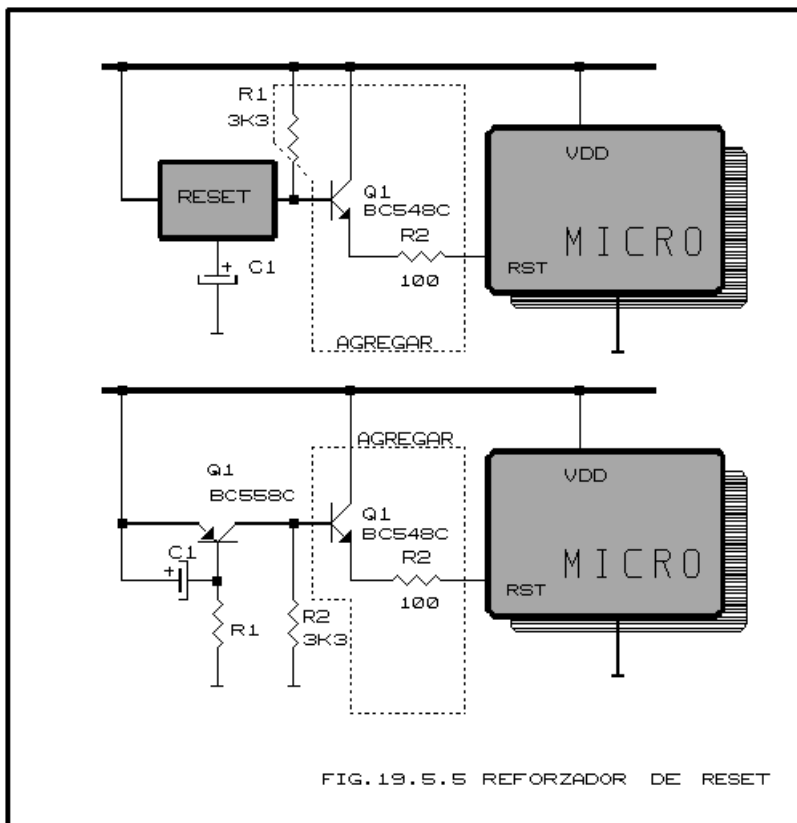 R1
3K3
RESET
C1
+
Q1
BC548C
R2
100
AGREGAR
VDD
MICRO
RST
AGREGAR
Q1
BC558C
C1
+
R1
R2
3K3
Q1
BC548C
R2
100
VDD
MICRO
RST
FIG.19.5.5 REFORZADOR DE RESET